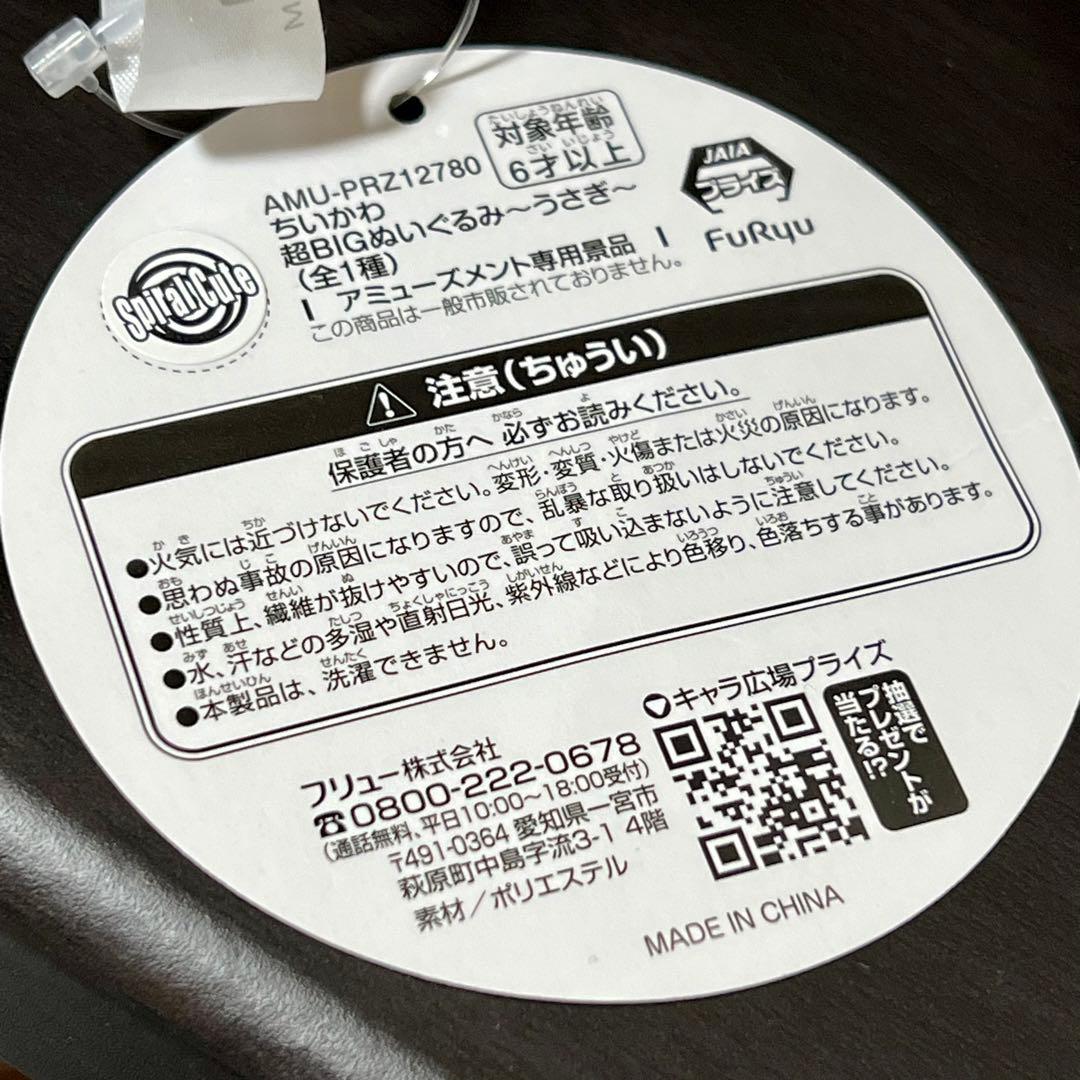 対象年齢
6才以上
JAIA
プライズ
FuRyu
AMU-PRZ12780
ちいかわ
超BIGぬいぐるみ〜うさぎ〜
(全1種)
アミューズメント専用景品
この商品は一般市販されておりません。
Spiral Cute
注意(ちゅうい)
保護者の方へ 必ずお読みください。
●火気には近づけないでください。変形・変質・火傷または火災の原因になります。
●思わぬ事故の原因になりますので、乱暴な取り扱いはしないでください。
●性質上、繊維が抜けやすいので、誤って吸い込まないように注意してください。
●水、汗などの多湿や直射日光、紫外線などにより色移り、色落ちする事があります。
●本製品は、洗濯できません。
フリュー株式会社
☎0800-222-0678
(通話無料、平日10:00〜18:00受付)
〒491-0364 愛知県一宮市
萩原町中島字流3-1 4階
素材/ポリエステル
キャラ広場プライズ
抽選で
プレゼントが
当たる!?
MADE IN CHINA